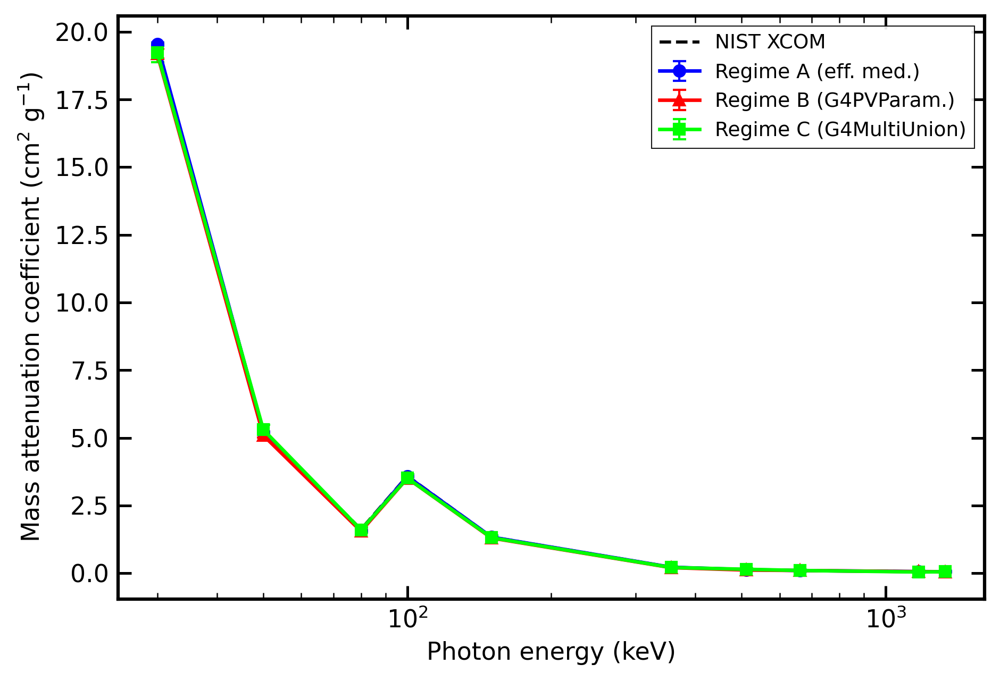 20.0
17.5
15.0
12.5
10.0
7.5
5.0
2.5
0.0
Mass attenuation coefficient (cm² g⁻¹)
NIST XCOM
Regime A (eff. med.)
Regime B (G4PVParam.)
Regime C (G4MultiUnion)
10² 10³
Photon energy (keV)